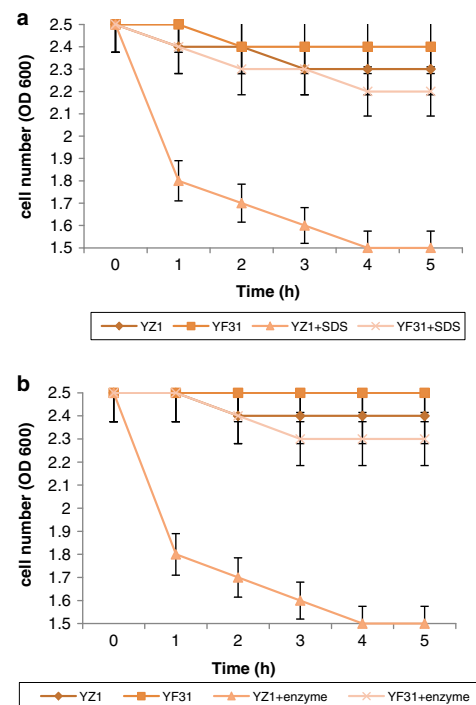 a
cell number (OD 600)
2.5
2.4
2.3
2.2
2.1
2
1.9
1.8
1.7
1.6
1.5
0 1 2 3 4 5
Time (h)
YZ1 YF31 YZ1+SDS YF31+SDS
b
cell number (OD 600)
2.5
2.4
2.3
2.2
2.1
2
1.9
1.8
1.7
1.6
1.5
0 1 2 3 4 5
Time (h)
YZ1 YF31 YZ1+enzyme YF31+enzyme